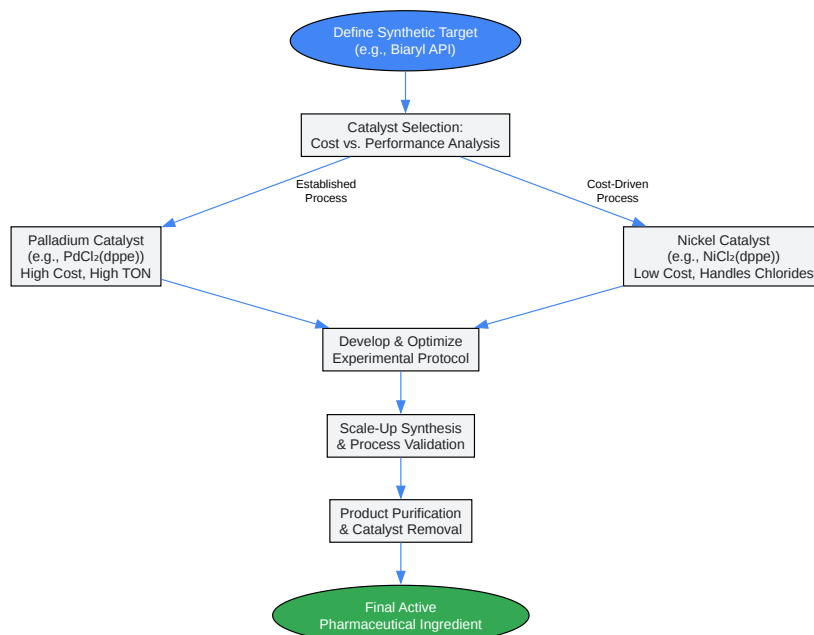 Define Synthetic Target
(e.g., Biaryl API)
Catalyst Selection:
Cost vs. Performance Analysis
Established
Process
Cost-Driven
Process
Palladium Catalyst
(e.g., PdCl₂(dppe))
High Cost, High TON
Nickel Catalyst
(e.g., NiCl₂(dppe))
Low Cost, Handles Chlorides
Develop & Optimize
Experimental Protocol
Scale-Up Synthesis
& Process Validation
Product Purification
& Catalyst Removal
Final Active
Pharmaceutical Ingredient